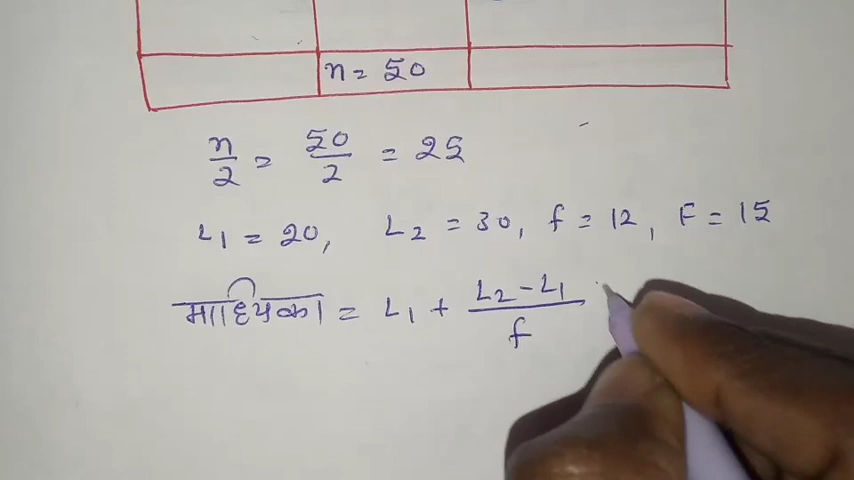 n = 50
n/2 = 50/2 = 25
L₁ = 20, L₂ = 30, f = 12, F = 15
माध्यिका = L₁ + (L₂ - L₁)/f